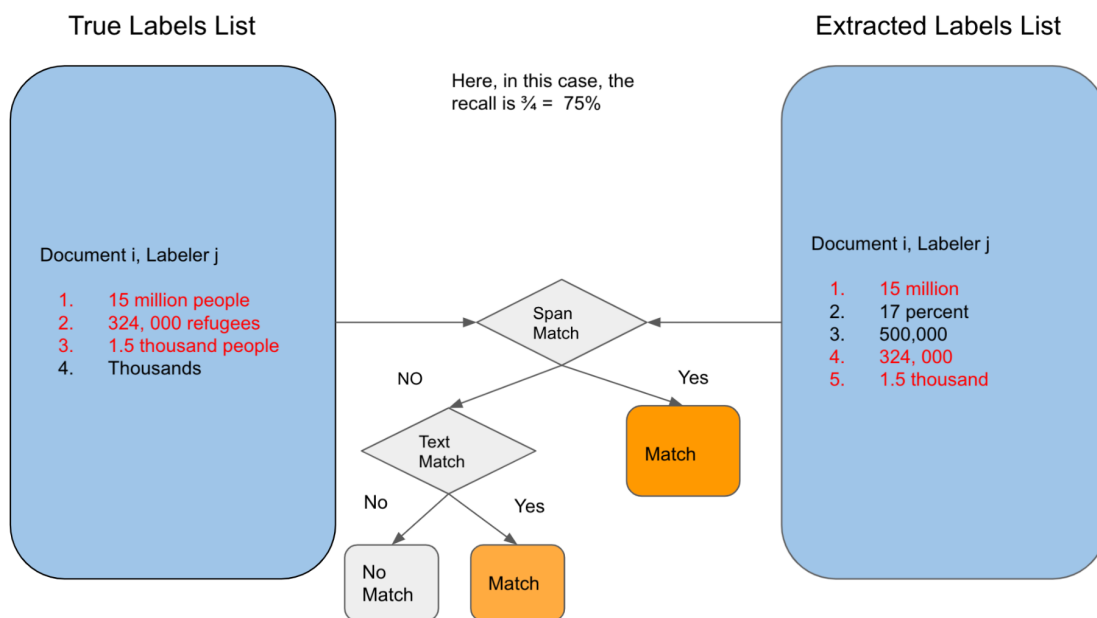 True Labels List
Extracted Labels List
Here, in this case, the
recall is ¾ = 75%
Document i, Labeler j
1. 15 million people
2. 324, 000 refugees
3. 1.5 thousand people
4. Thousands
Document i, Labeler j
1. 15 million
2. 17 percent
3. 500,000
4. 324, 000
5. 1.5 thousand
Span
Match
NO
Yes
Text
Match
Match
No
Yes
No
Match
Match